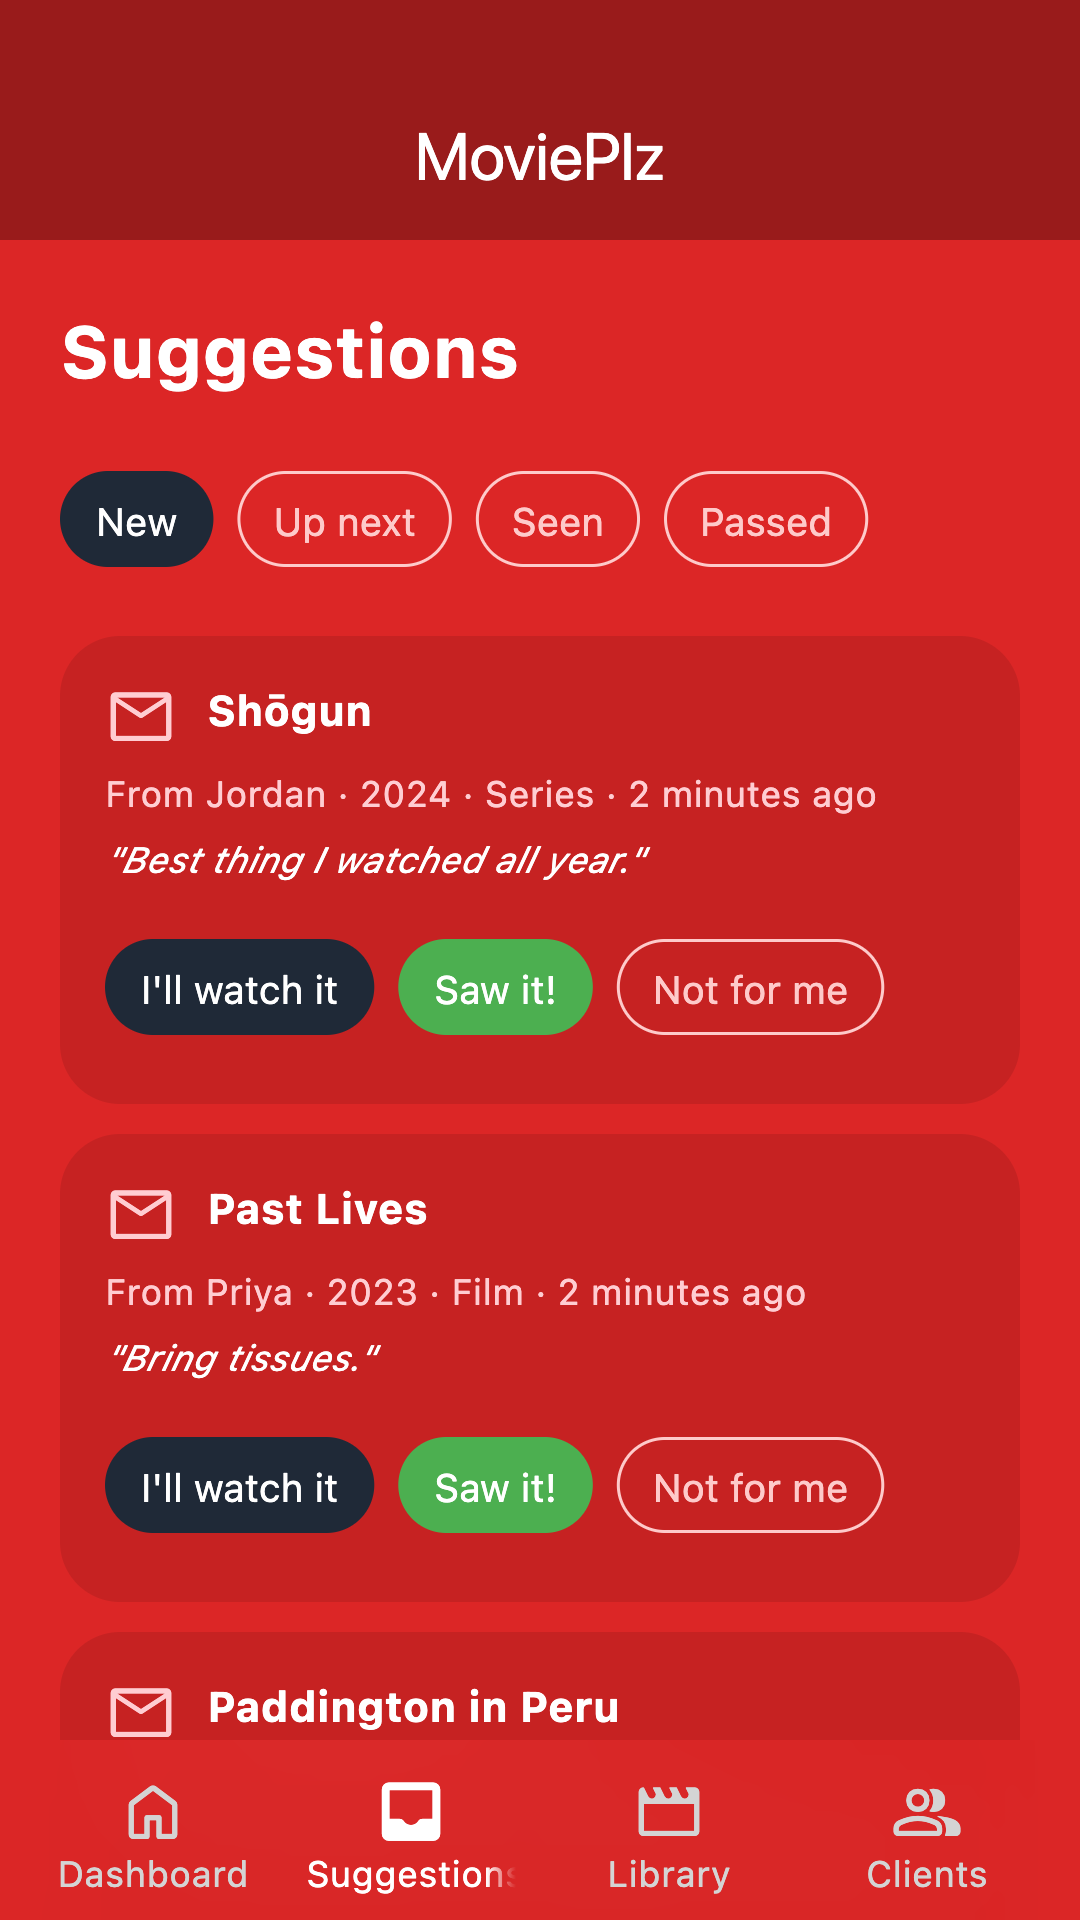 MoviePlz
Suggestions
New Up next Seen Passed
Shōgun
From Jordan · 2024 · Series · 2 minutes ago
"Best thing I watched all year."
I'll watch it Saw it! Not for me
Past Lives
From Priya · 2023 · Film · 2 minutes ago
"Bring tissues."
I'll watch it Saw it! Not for me
Paddington in Peru
Dashboard Suggestions Library Clients